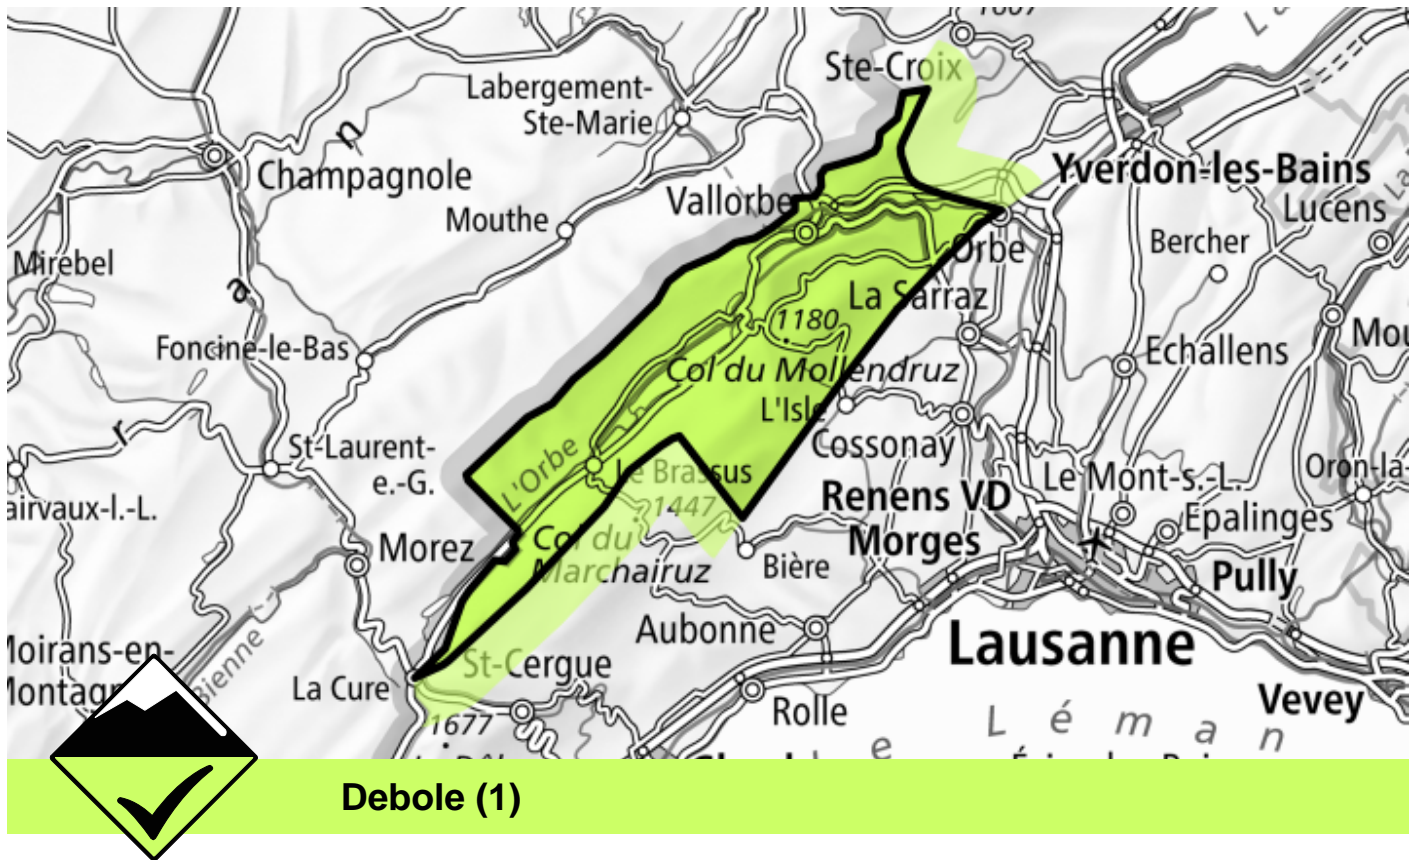 Ste-Croix
Labergement-
Ste-Marie
n
Champagnole
Yverdon-les-Bains
Vallorbe
Lucens
Mouthe
Bercher
Orbe
Mirebel
a
La Sarraz
1180
Foncine-le-Bas
Echallens
Col du Mollendruz
L'Isle
r
St-Laurent-
e.-G.
Cossonay
L'Orbe
Le Brassus
Le Mont-s.-L.
Oron-la-
airvaux-l.-L.
1447
Renens VD
Epalinges
Morez
Col du
Marchairuz
Morges
Bière
Pully
Aubonne
Lausanne
Moirans-en-
Montag
Bienne
St-Cergue
La Cure
Rolle
Vevey
1677
L é m a n
e
Debole (1)